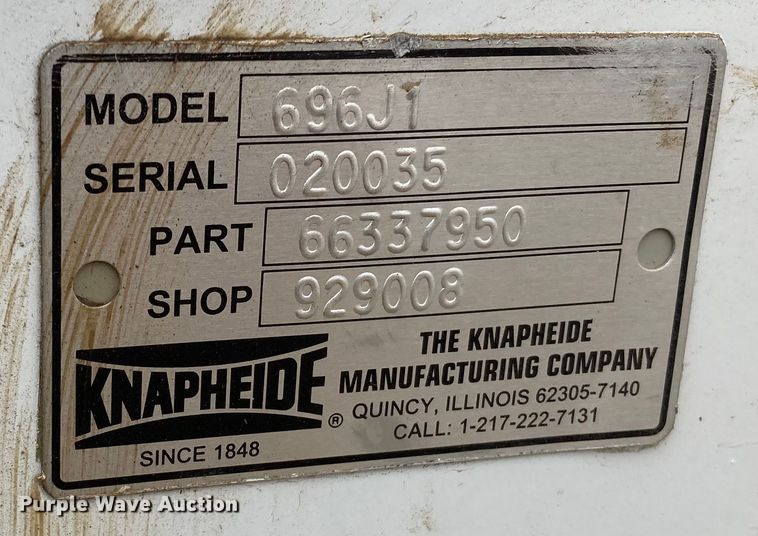 MODEL 696J1
SERIAL 020035
PART 66337950
SHOP 929008
KNAPHEIDE®
SINCE 1848
THE KNAPHEIDE
MANUFACTURING COMPANY
QUINCY, ILLINOIS 62305-7140
CALL: 1-217-222-7131
Purple Wave Auction